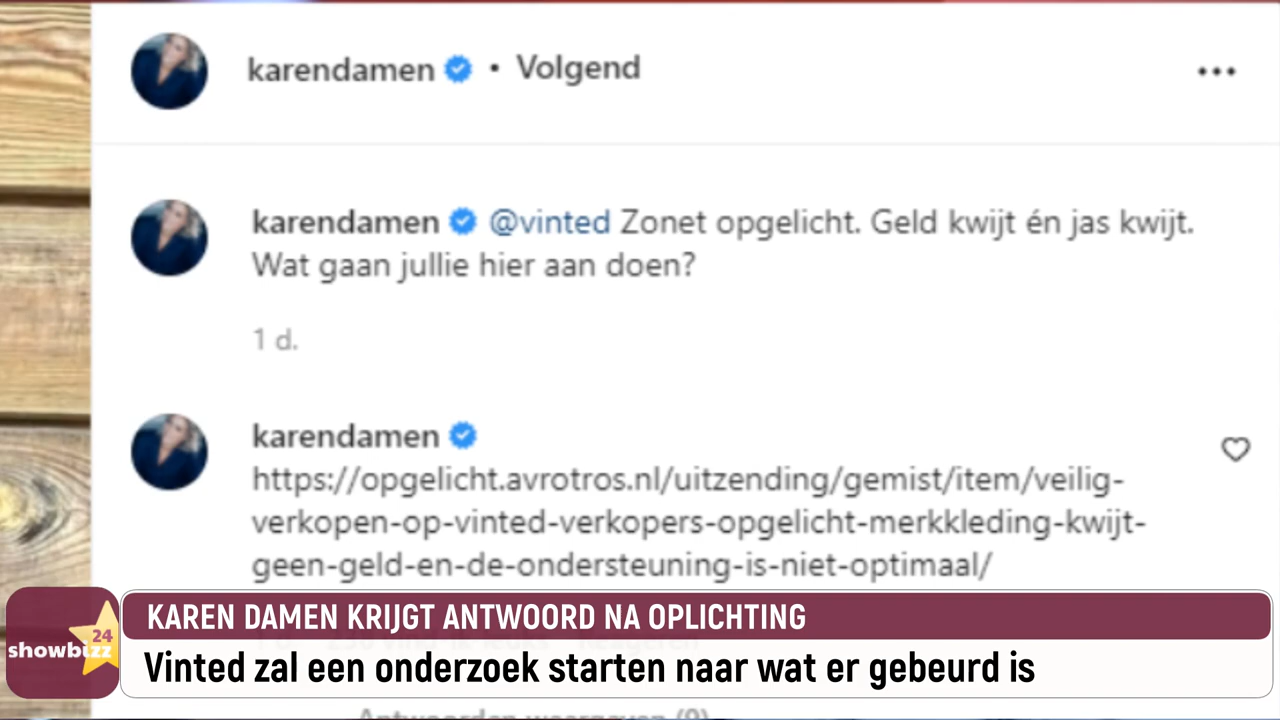 karendamen • Volgend
karendamen @vinted Zonet opgelicht. Geld kwijt én jas kwijt.
Wat gaan jullie hier aan doen?
1 d.
karendamen
https://opgelicht.avrotros.nl/uitzending/gemist/item/veilig-
verkopen-op-vinted-verkopers-opgelicht-merkkleding-kwijt-
geen-geld-en-de-ondersteuning-is-niet-optimaal/
KAREN DAMEN KRIJGT ANTWOORD NA OPLICHTING
24
showbizz
Vinted zal een onderzoek starten naar wat er gebeurd is
Antwoorden weergeven (9)